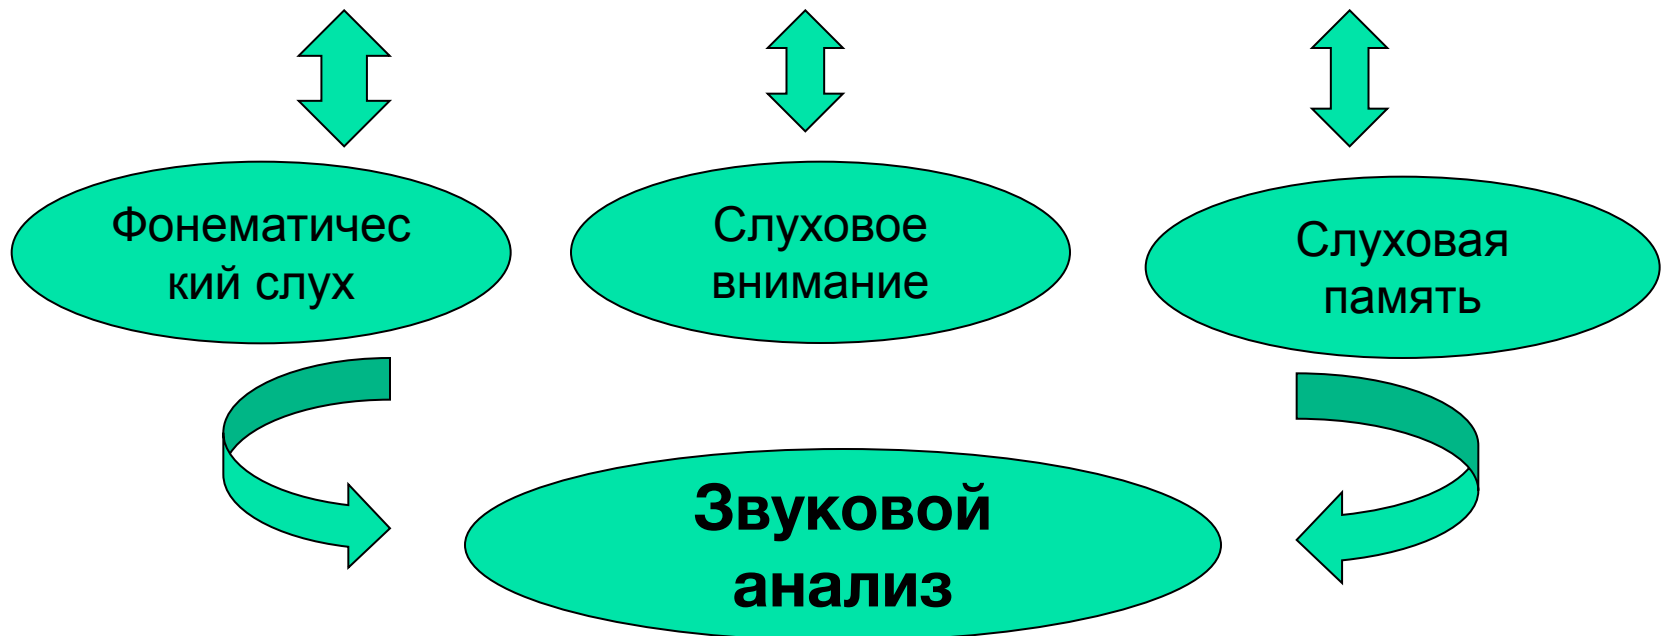 Фонематичес
кий слух
Слуховое
внимание
Слуховая
память
Звуковой
анализ